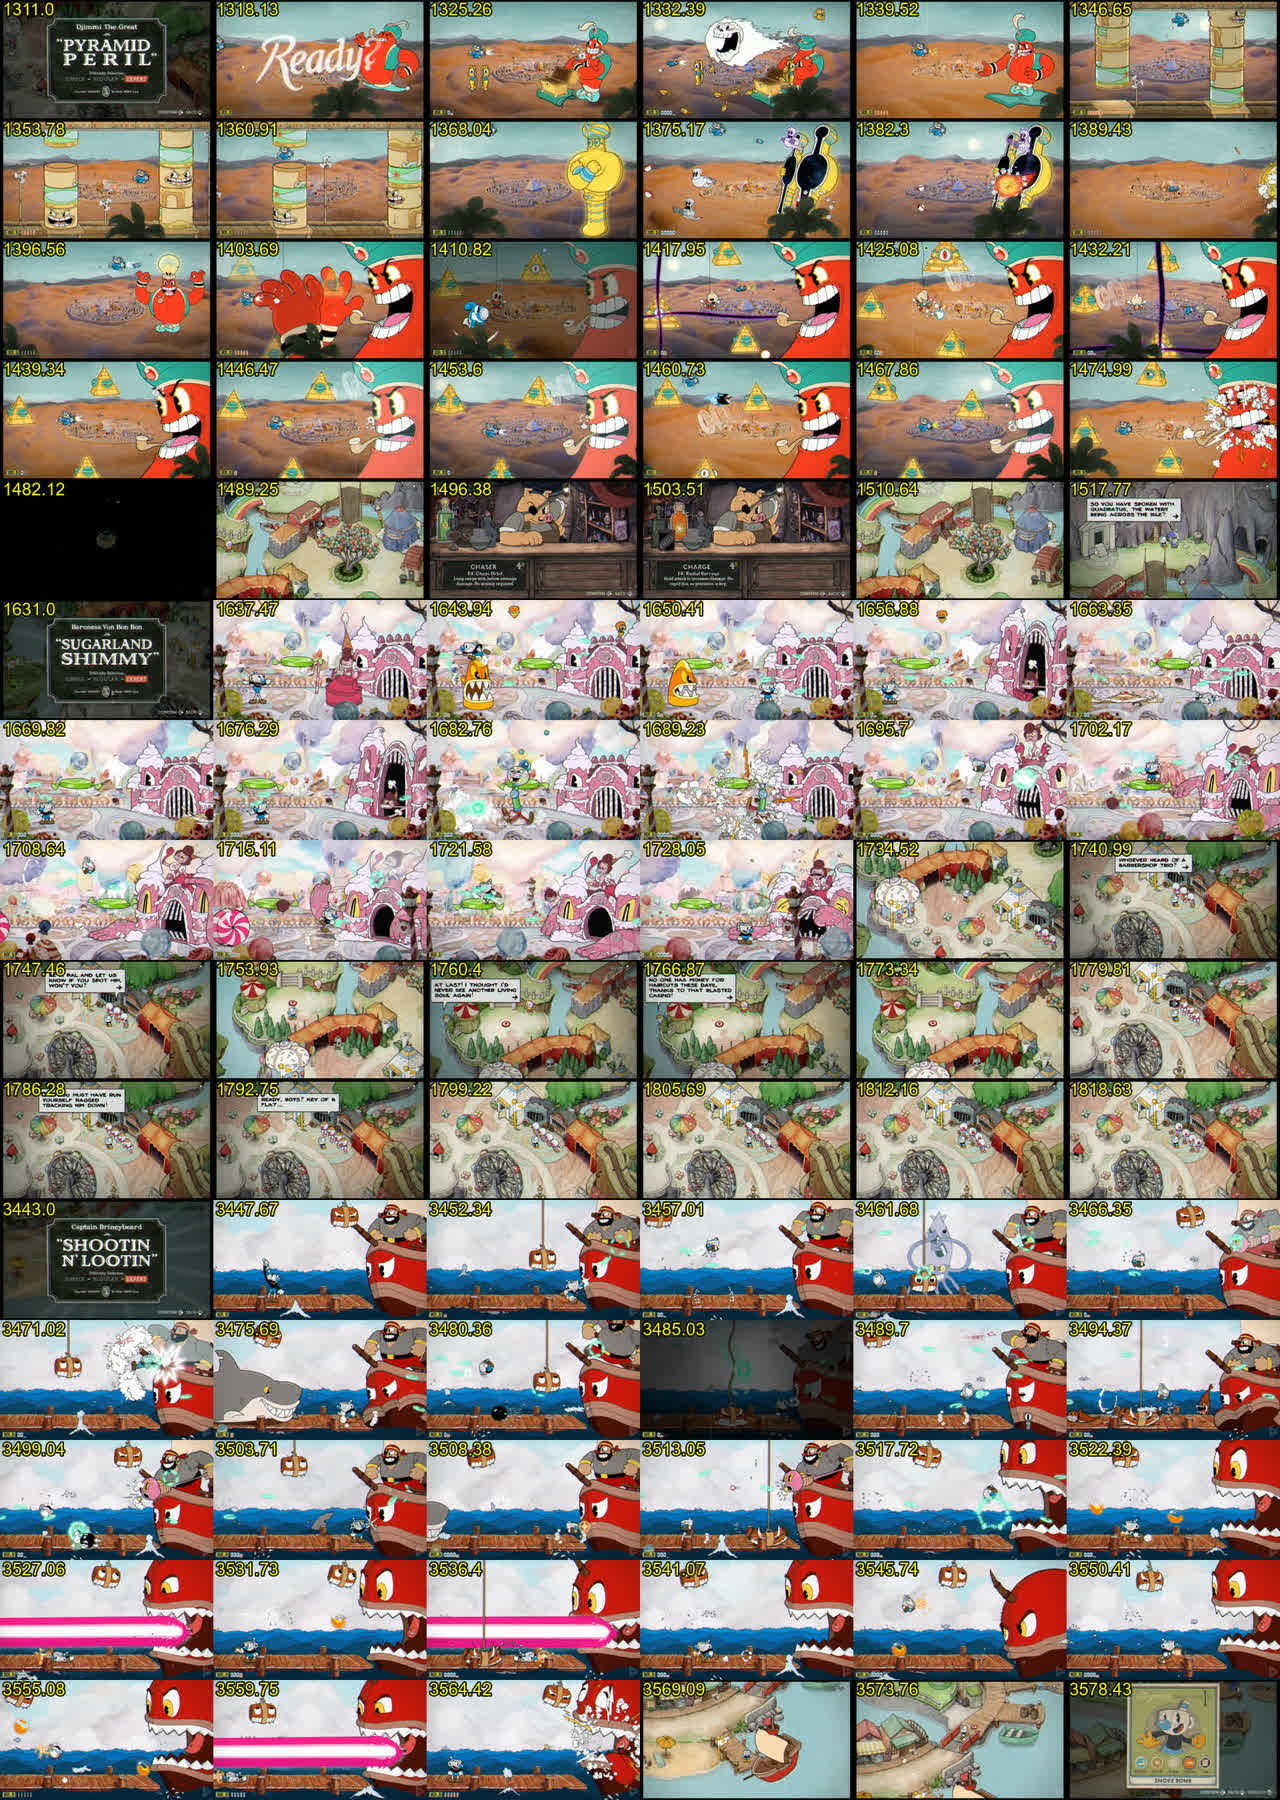 1311.0
Djimmi The Great
"PYRAMID
PERIL"
1318.13
Ready?
1325.26
1332.39
1339.52
1346.65
1353.78
1360.91
1368.04
1375.17
1382.3
1389.43
1396.56
1403.69
1410.82
1417.95
1425.08
1432.21
1439.34
1446.47
1453.6
1460.73
1467.86
1474.99
1482.12
1489.25
1496.38
CHASER
1503.51
CHARGE
1510.64
1517.77
SO YOU HAVE SPOKEN WITH
QUADRATUS, THE WATERY
BEING ACROSS THE ISLE?
1631.0
Baroness Von Bon Bon
"SUGARLAND
SHIMMY"
1637.47
1643.94
1650.41
1656.88
1663.35
1669.82
1676.29
1682.76
1689.23
1695.7
1702.17
1708.64
1715.11
1721.58
1728.05
1734.52
1740.99
WHOEVER HEARD OF A
BARBERSHOP TRIO?
1747.46
AND LET US
KNOW IF YOU SPOT HIM,
WON'T YOU?
1753.93
1760.4
AT LAST! I THOUGHT I'D
NEVER SEE ANOTHER LIVING
SOUL AGAIN!
1766.87
NO ONE HAS MONEY FOR
HAIRCUTS THESE DAYS,
THANKS TO THAT BLASTED
CASINO!
1773.34
1779.81
1786.28
MUST HAVE RUN
YOURSELF RAGGED
TRACKING HIM DOWN!
1792.75
READY, BOYS? KEY OF B
FLAT...
1799.22
1805.69
1812.16
1818.63
3443.0
Captain Brineybeard
"SHOOTIN
N' LOOTIN"
3447.67
3452.34
3457.01
3461.68
3466.35
3471.02
3475.69
3480.36
3485.03
3489.7
3494.37
3499.04
3503.71
3508.38
3513.05
3517.72
3522.39
3527.06
3531.73
3536.4
3541.07
3545.74
3550.41
3555.08
3559.75
3564.42
3569.09
3573.76
3578.43
SMOKE BOMB